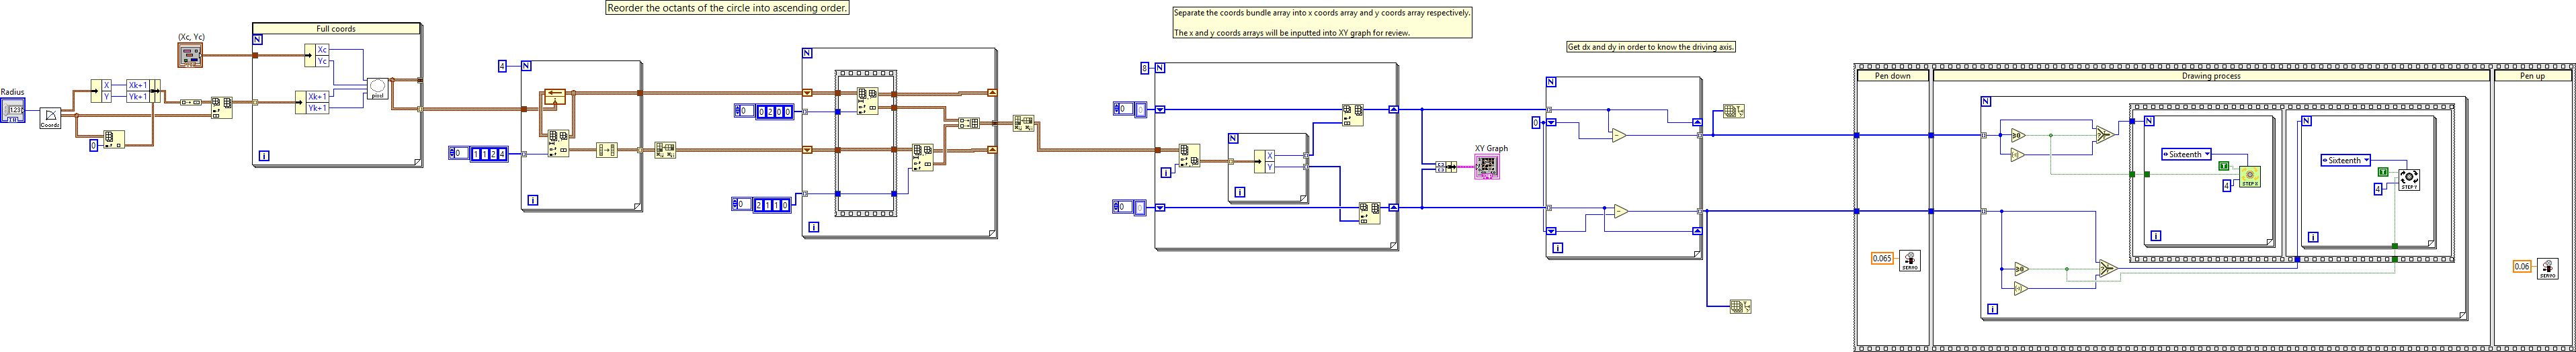 Reorder the octants of the circle into ascending order.
Separate the coords bundle array into x coords array and y coords array respectively.
The x and y coords arrays will be inputted into XY graph for review.
Get dx and dy in order to know the driving axis.
Radius
123
Coords
X
Y
Xk+1
Yk+1
0
(Xc, Yc)
Full coords
N
Xc
Yc
Xk+1
Yk+1
pixel
i
4
N
0
1
1
2
4
i
N
0
0
2
0
0
0
2
1
1
0
i
8
N
0
0
i
N
X
Y
i
0
0
i
XY Graph
N
0
i
Pen down
0.065
SERVO
Drawing process
N
N
Sixteenth
T
4
STEP X
i
N
Sixteenth
T
4
STEP Y
i
i
Pen up
0.06
SERVO